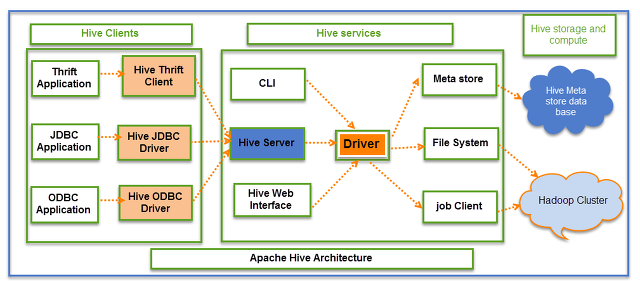 Hive Clients
Hive services
Hive storage and
compute
Thrift
Application
Hive Thrift
Client
CLI
Meta store
Hive Meta
store data
base
JDBC
Application
Hive JDBC
Driver
Hive Server
Driver
File System
ODBC
Application
Hive ODBC
Driver
Hive Web
Interface
job Client
Hadoop Cluster
Apache Hive Architecture